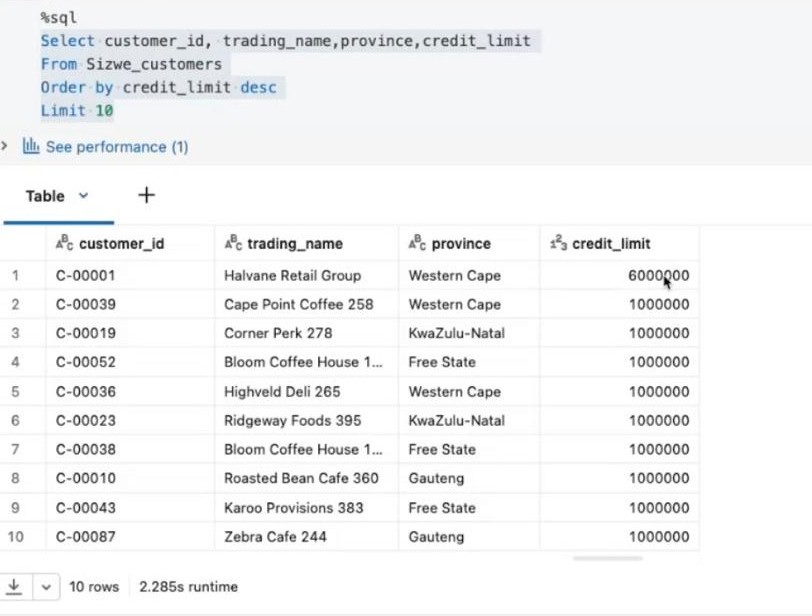 %sql
Select customer_id, trading_name,province,credit_limit
From Sizwe_customers
Order by credit_limit desc
Limit 10
See performance (1)
Table +
customer_id trading_name province 123 credit_limit
1 C-00001 Halvane Retail Group Western Cape 6000000
2 C-00039 Cape Point Coffee 258 Western Cape 1000000
3 C-00019 Corner Perk 278 KwaZulu-Natal 1000000
4 C-00052 Bloom Coffee House 1... Free State 1000000
5 C-00036 Highveld Deli 265 Western Cape 1000000
6 C-00023 Ridgeway Foods 395 KwaZulu-Natal 1000000
7 C-00038 Bloom Coffee House 1... Free State 1000000
8 C-00010 Roasted Bean Cafe 360 Gauteng 1000000
9 C-00043 Karoo Provisions 383 Free State 1000000
10 C-00087 Zebra Cafe 244 Gauteng 1000000
10 rows 2.285s runtime